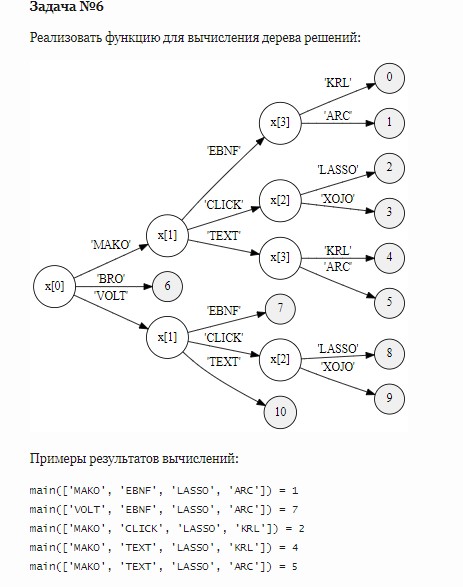 Задача №6
Реализовать функцию для вычисления дерева решений:
'KRL'
0
x[3]
'ARC'
1
'EBNF'
'LASSO'
2
'CLICK'
x[2]
'XOJO'
3
'MAKO'
x[1]
'TEXT'
x[3]
'KRL'
4
'ARC'
x[0]
'BRO'
6
'VOLT'
5
'EBNF'
7
x[1]
'CLICK'
'LASSO'
8
'TEXT'
x[2]
'XOJO'
9
10
Примеры результатов вычислений:
main(['MAKO', 'EBNF', 'LASSO', 'ARC']) = 1
main(['VOLT', 'EBNF', 'LASSO', 'ARC']) = 7
main(['MAKO', 'CLICK', 'LASSO', 'KRL']) = 2
main(['MAKO', 'TEXT', 'LASSO', 'KRL']) = 4
main(['MAKO', 'TEXT', 'LASSO', 'ARC']) = 5